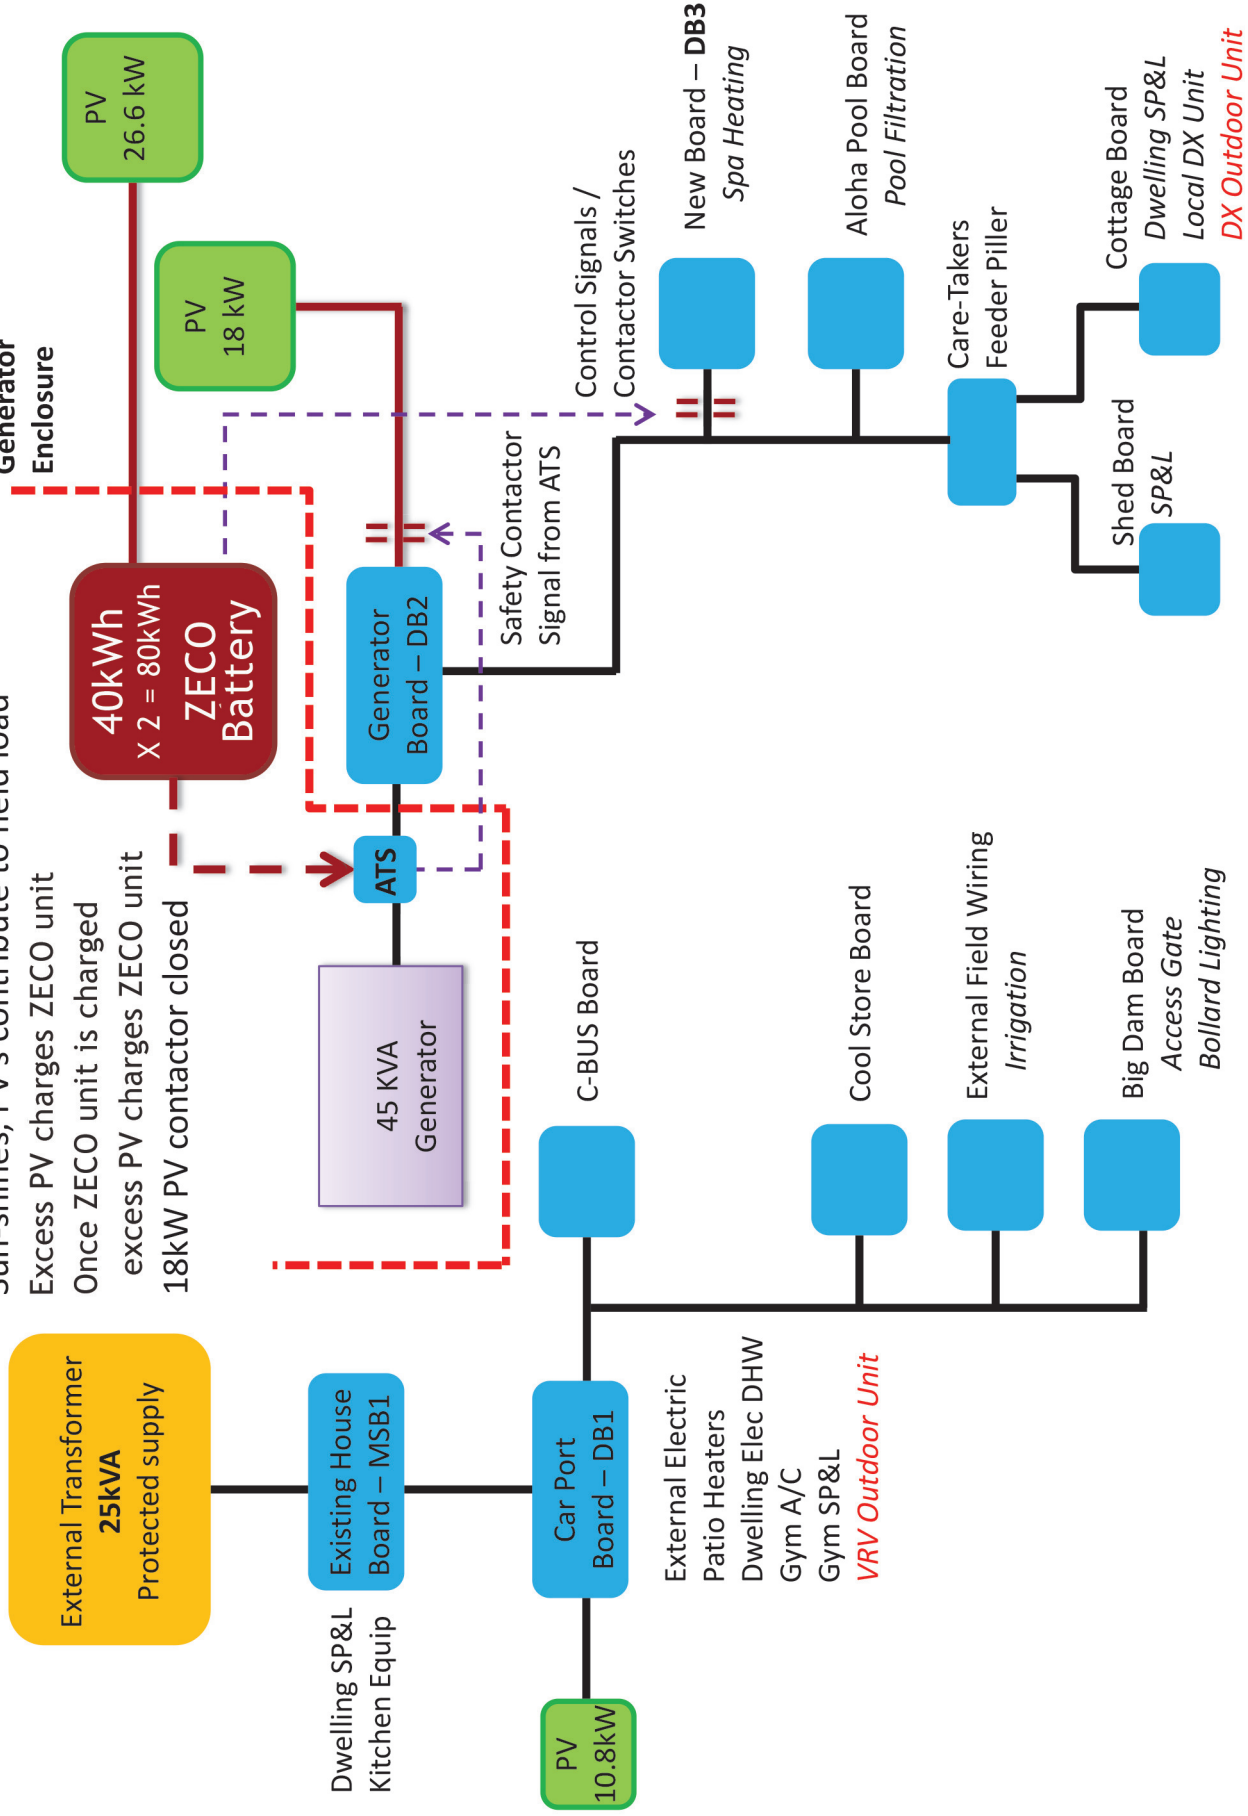 Sun-shines, PV's contribute to field load
Excess PV charges ZECO unit
Once ZECO unit is charged
excess PV charges ZECO unit
18kW PV contactor closed
Generator
Enclosure
External Transformer
25kVA
Protected supply
40kWh
X 2 = 80kWh
ZECO
Battery
PV
26.6 kW
PV
18 kW
Dwelling SP&L
Kitchen Equip
Existing House
Board – MSB1
45 KVA
Generator
ATS
Generator
Board – DB2
Safety Contactor
Signal from ATS
Control Signals /
Contactor Switches
PV
10.8kW
Car Port
Board – DB1
C-BUS Board
External Electric
Patio Heaters
Dwelling Elec DHW
Gym A/C
Gym SP&L
VRV Outdoor Unit
Cool Store Board
External Field Wiring
Irrigation
Big Dam Board
Access Gate
Bollard Lighting
New Board – DB3
Spa Heating
Aloha Pool Board
Pool Filtration
Care-Takers
Feeder Piller
Shed Board
SP&L
Cottage Board
Dwelling SP&L
Local DX Unit
DX Outdoor Unit